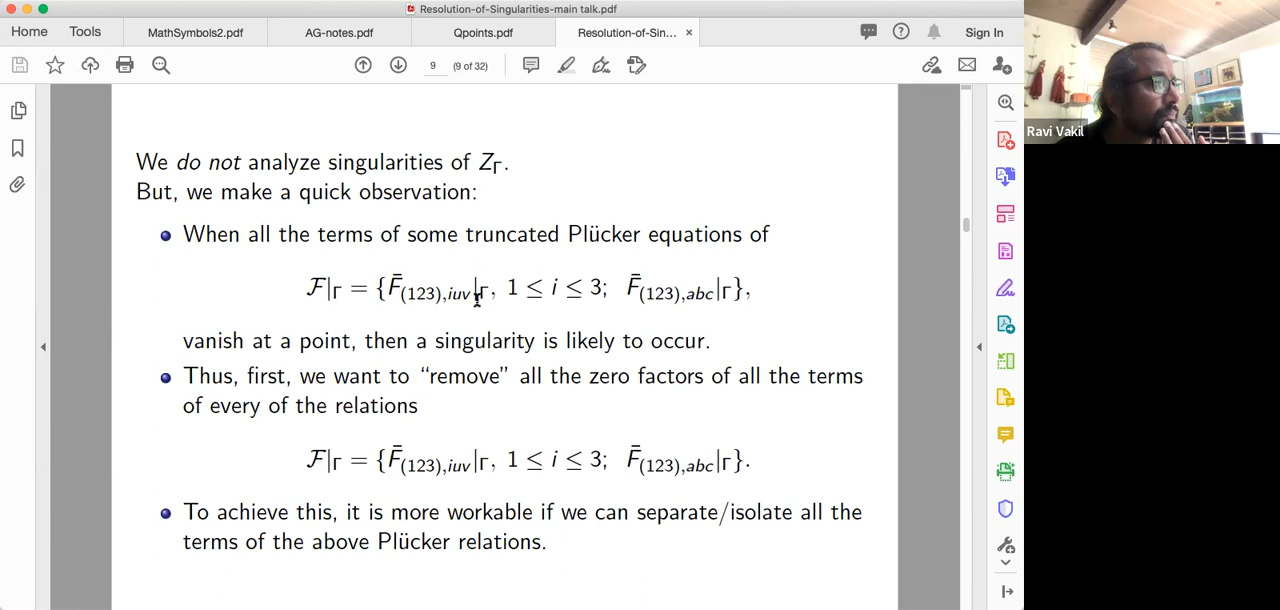 Resolution-of-Singularities-main talk.pdf
Home Tools MathSymbols2.pdf AG-notes.pdf Qpoints.pdf Resolution-of-Sin... × Sign In
9 (9 of 32)
Ravi Vakil
We do not analyze singularities of Z_Γ.
But, we make a quick observation:
When all the terms of some truncated Plücker equations of
ℱ|_Γ = {F̄_{(123),iuv}|_Γ, 1 ≤ i ≤ 3; F̄_{(123),abc}|_Γ},
vanish at a point, then a singularity is likely to occur.
Thus, first, we want to “remove” all the zero factors of all the terms
of every of the relations
ℱ|_Γ = {F̄_{(123),iuv}|_Γ, 1 ≤ i ≤ 3; F̄_{(123),abc}|_Γ}.
To achieve this, it is more workable if we can separate/isolate all the
terms of the above Plücker relations.